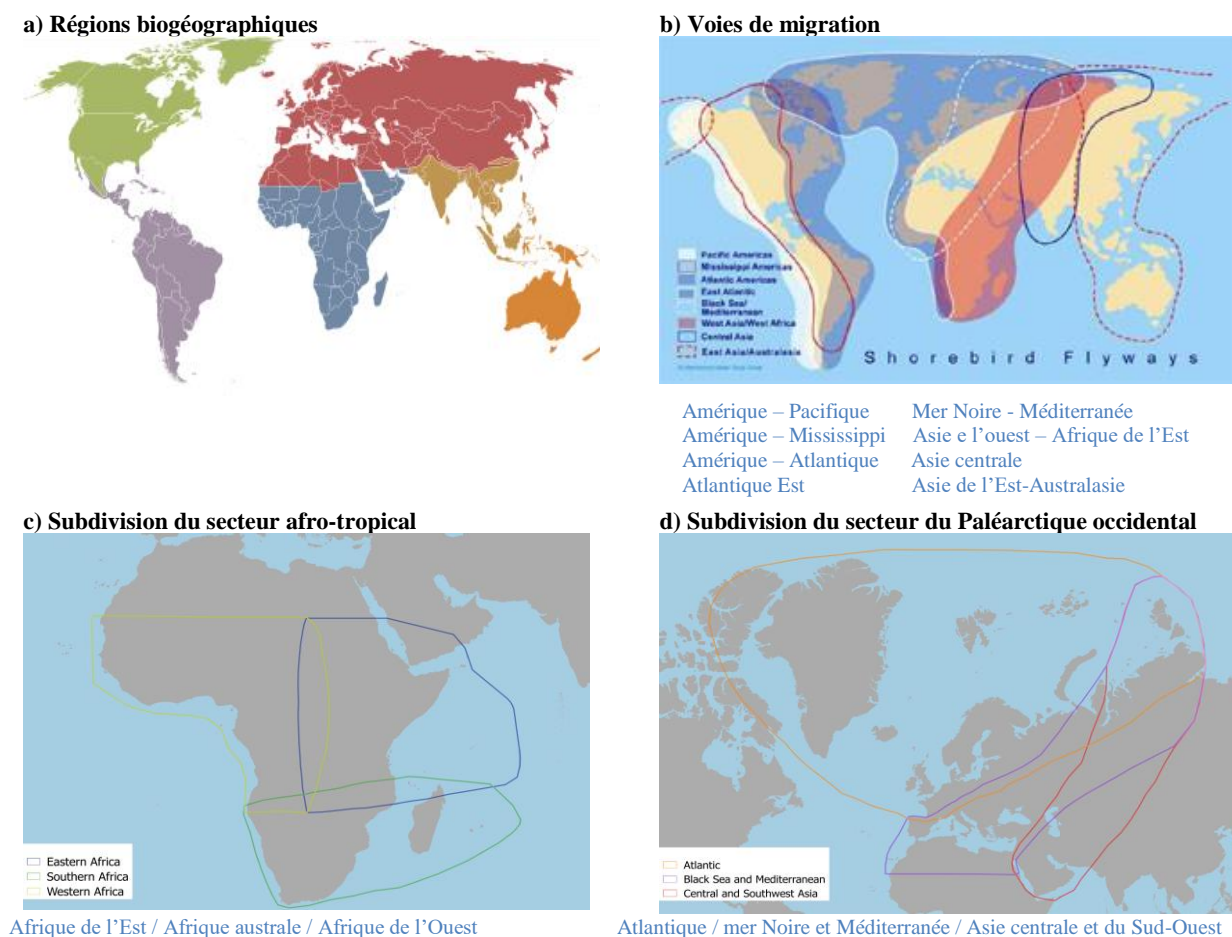 a) Régions biogéographiques
b) Voies de migration
Pacific Americas
Mississippi Americas
Atlantic Americas
East Atlantic
Black Sea/
Mediterranean
West Asia/West Africa
Central Asia
East Asia/Australasia
Shorebird Flyways
Amérique – Pacifique
Amérique – Mississippi
Amérique – Atlantique
Atlantique Est
Mer Noire - Méditerranée
Asie e l’ouest – Afrique de l’Est
Asie centrale
Asie de l’Est-Australasie
c) Subdivision du secteur afro-tropical
Eastern Africa
Southern Africa
Western Africa
Afrique de l’Est / Afrique australe / Afrique de l’Ouest
d) Subdivision du secteur du Paléarctique occidental
Atlantic
Black Sea and Mediterranean
Central and Southwest Asia
Atlantique / mer Noire et Méditerranée / Asie centrale et du Sud-Ouest